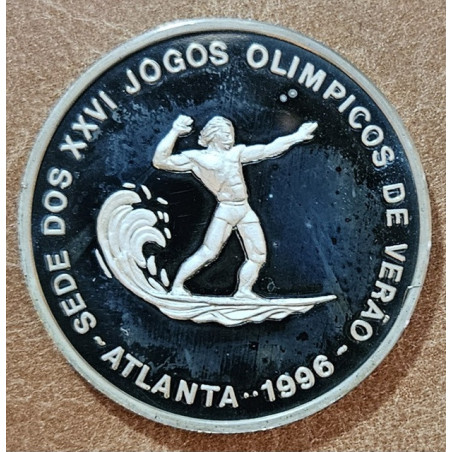 SEDE DOS XXVI JOGOS OLIMPICOS DE VERÃO
- ATLANTA · · 1996 -